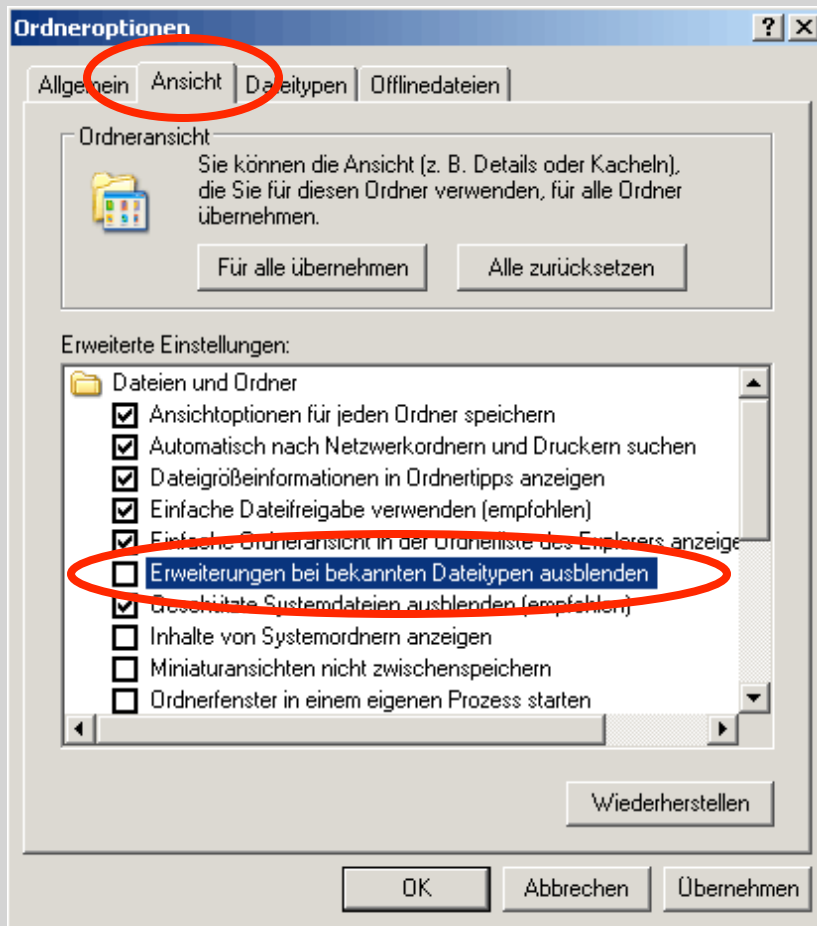 Ordneroptionen
Allgemein Ansicht Dateitypen Offlinedateien
Ordneransicht
Sie können die Ansicht (z. B. Details oder Kacheln),
die Sie für diesen Ordner verwenden, für alle Ordner
übernehmen.
Für alle übernehmen Alle zurücksetzen
Erweiterte Einstellungen:
Dateien und Ordner
Ansichtoptionen für jeden Ordner speichern
Automatisch nach Netzwerkordnern und Druckern suchen
Dateigrößeinformationen in Ordnertipps anzeigen
Einfache Dateifreigabe verwenden (empfohlen)
Einfache Ordneransicht in der Ordnerliste des Explorers anzeige
Erweiterungen bei bekannten Dateitypen ausblenden
Geschützte Systemdateien ausblenden (empfohlen)
Inhalte von Systemordnern anzeigen
Miniaturansichten nicht zwischenspeichern
Ordnerfenster in einem eigenen Prozess starten
Wiederherstellen
OK Abbrechen Übernehmen